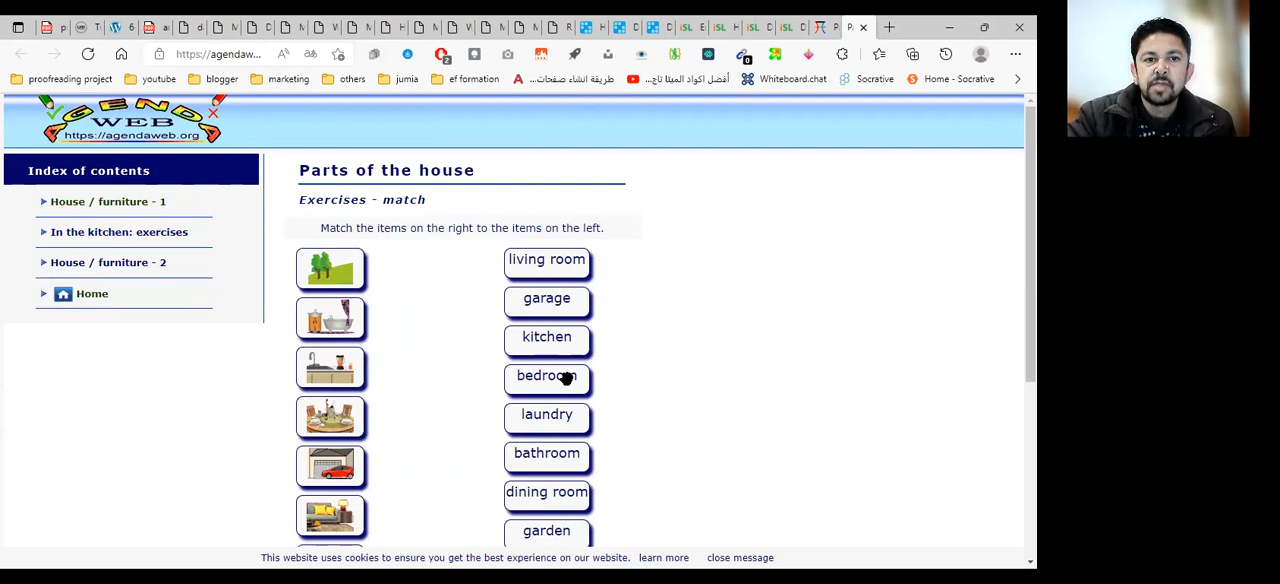 https://agendaw...
proofreading project
youtube
blogger
marketing
others
jumia
ef formation
طريقة انشاء صفحات...
أفضل اكواد الميتا تاج...
Whiteboard.chat
Socrative
Home - Socrative
AGENDA
WEB
https://agendaweb.org
Index of contents
House / furniture - 1
In the kitchen: exercises
House / furniture - 2
Home
Parts of the house
Exercises - match
Match the items on the right to the items on the left.
living room
garage
kitchen
bedroom
laundry
bathroom
dining room
garden
This website uses cookies to ensure you get the best experience on our website. learn more close message